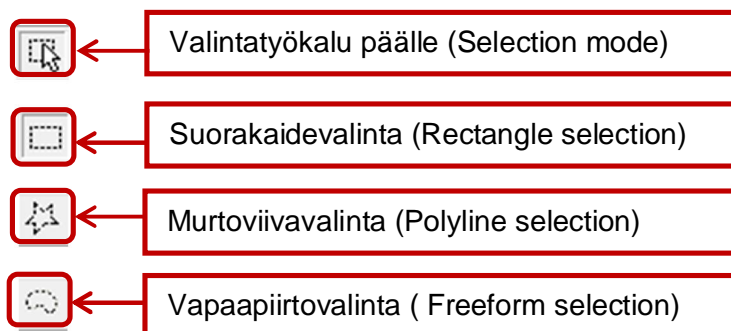 Valintatyökalu päälle (Selection mode)
Suorakaidevalinta (Rectangle selection)
Murtoviivavalinta (Polyline selection)
Vapaapiirtovalinta ( Freeform selection)